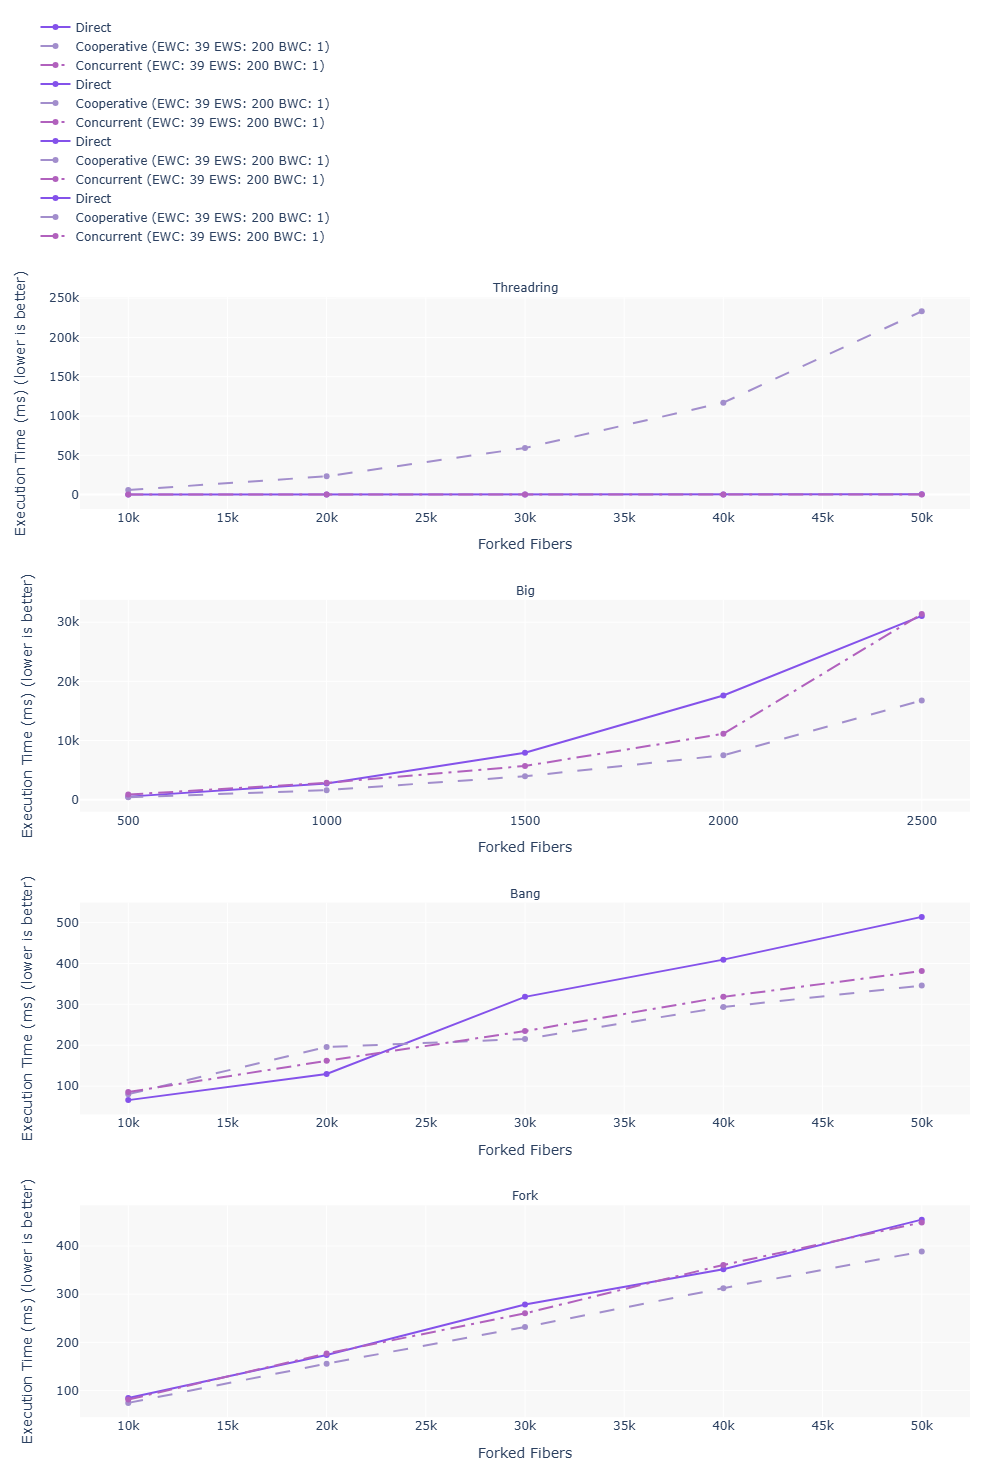 Direct
Cooperative (EWC: 39 EWS: 200 BWC: 1)
Concurrent (EWC: 39 EWS: 200 BWC: 1)
Direct
Cooperative (EWC: 39 EWS: 200 BWC: 1)
Concurrent (EWC: 39 EWS: 200 BWC: 1)
Direct
Cooperative (EWC: 39 EWS: 200 BWC: 1)
Concurrent (EWC: 39 EWS: 200 BWC: 1)
Direct
Cooperative (EWC: 39 EWS: 200 BWC: 1)
Concurrent (EWC: 39 EWS: 200 BWC: 1)
Threadring
Execution Time (ms) (lower is better)
250k
200k
150k
100k
50k
0
10k 15k 20k 25k 30k 35k 40k 45k 50k
Forked Fibers
Big
Execution Time (ms) (lower is better)
30k
20k
10k
0
500 1000 1500 2000 2500
Forked Fibers
Bang
Execution Time (ms) (lower is better)
500
400
300
200
100
10k 15k 20k 25k 30k 35k 40k 45k 50k
Forked Fibers
Fork
Execution Time (ms) (lower is better)
400
300
200
100
10k 15k 20k 25k 30k 35k 40k 45k 50k
Forked Fibers